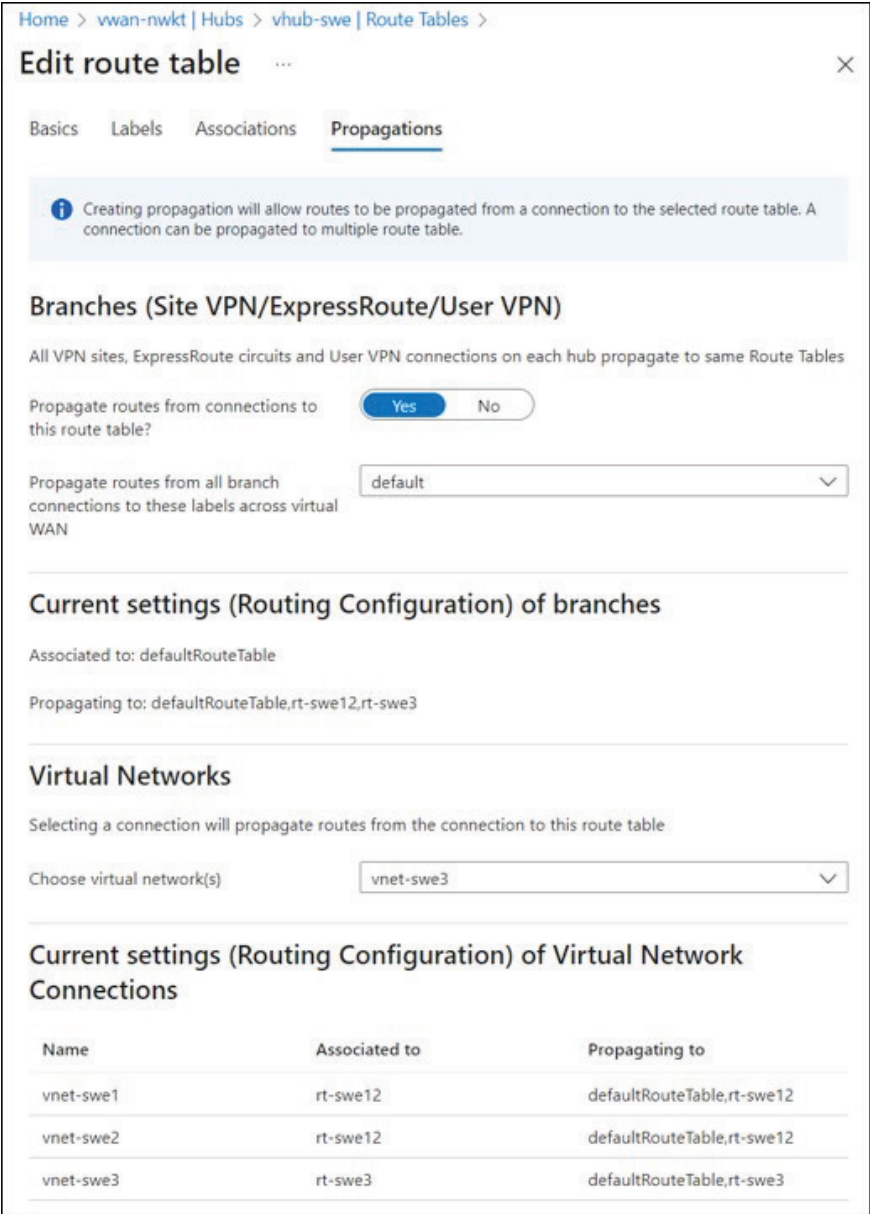 Home > vwan-nwkt | Hubs > vhub-swe | Route Tables >
Edit route table ...
Basics Labels Associations Propagations
Creating propagation will allow routes to be propagated from a connection to the selected route table. A
connection can be propagated to multiple route table.
Branches (Site VPN/ExpressRoute/User VPN)
All VPN sites, ExpressRoute circuits and User VPN connections on each hub propagate to same Route Tables
Propagate routes from connections to
this route table?
Yes No
Propagate routes from all branch
connections to these labels across virtual
WAN
default
Current settings (Routing Configuration) of branches
Associated to: defaultRouteTable
Propagating to: defaultRouteTable,rt-swe12,rt-swe3
Virtual Networks
Selecting a connection will propagate routes from the connection to this route table
Choose virtual network(s)
vnet-swe3
Current settings (Routing Configuration) of Virtual Network
Connections
Name Associated to Propagating to
vnet-swe1 rt-swe12 defaultRouteTable,rt-swe12
vnet-swe2 rt-swe12 defaultRouteTable,rt-swe12
vnet-swe3 rt-swe3 defaultRouteTable,rt-swe3